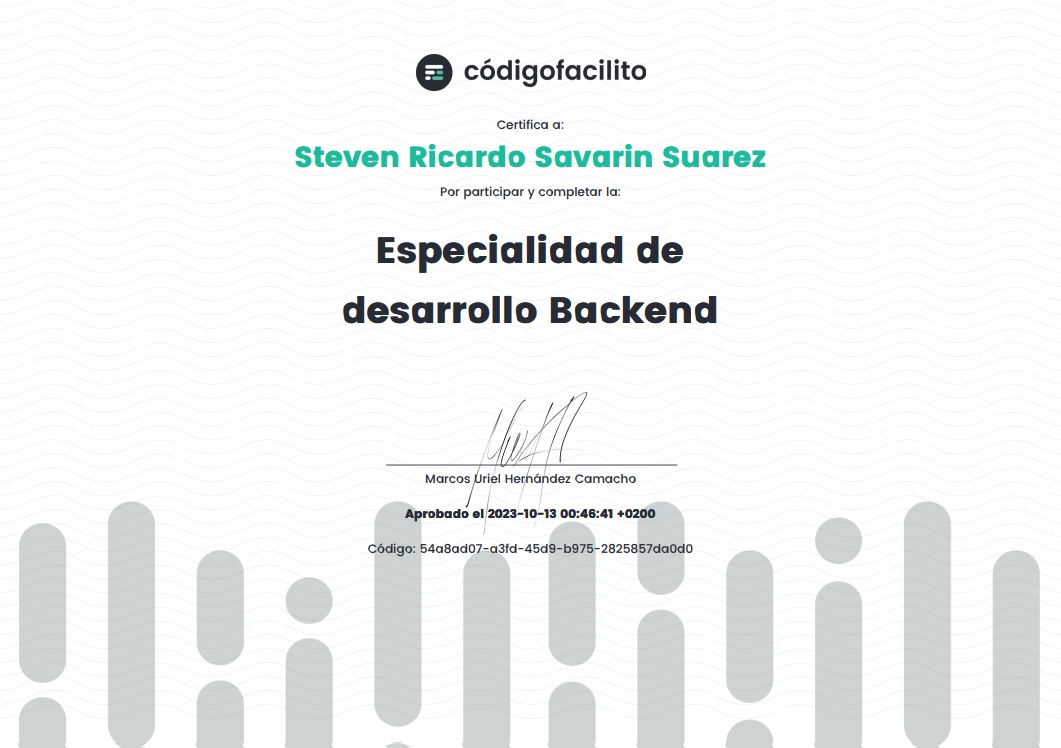 códigofacilito
Certifica a:
Steven Ricardo Savarin Suarez
Por participar y completar la:
Especialidad de
desarrollo Backend
Marcos Uriel Hernández Camacho
Aprobado el 2023-10-13 00:46:41 +0200
Código: 54a8ad07-a3fd-45d9-b975-2825857da0d0